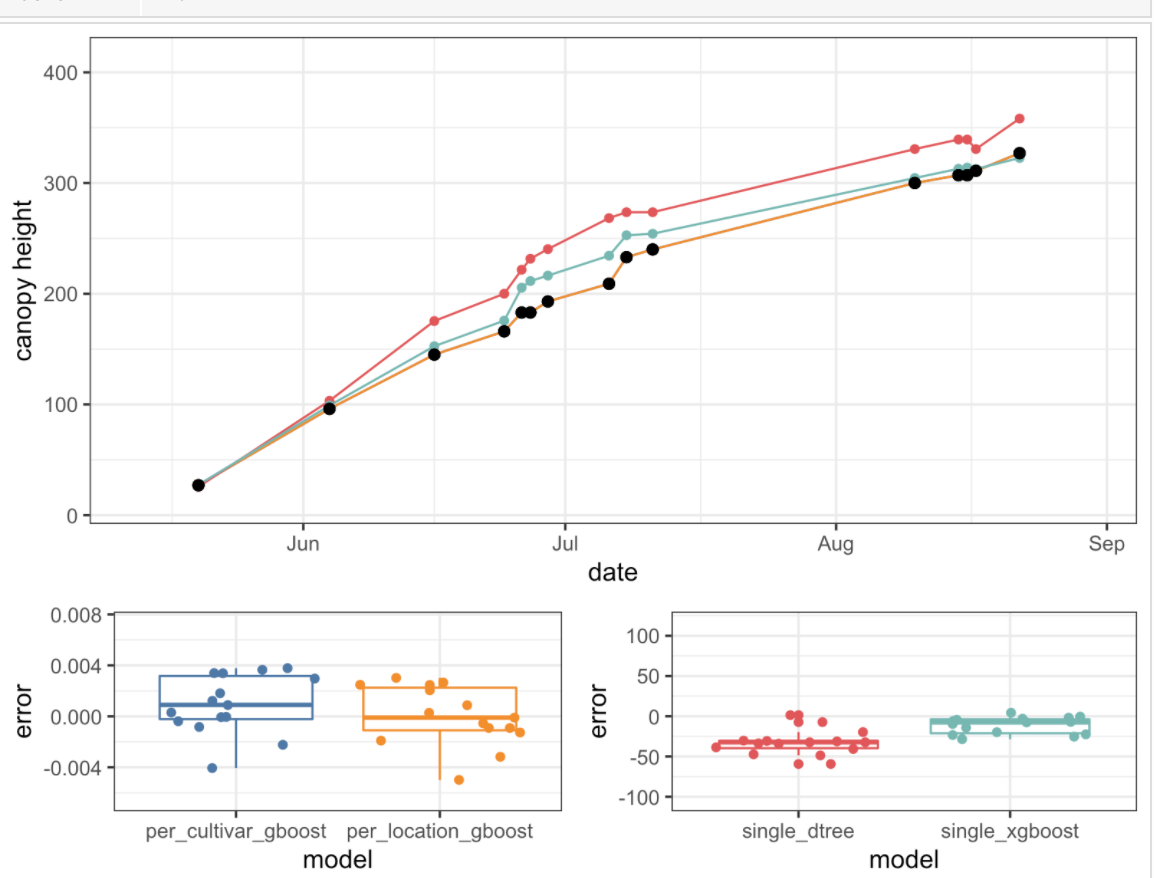 400
300
200
100
0
canopy height
Jun Jul Aug Sep
date
0.008
0.004
0.000
-0.004
error
per_cultivar_gboost per_location_gboost
model
100
50
0
-50
-100
error
single_dtree single_xgboost
model